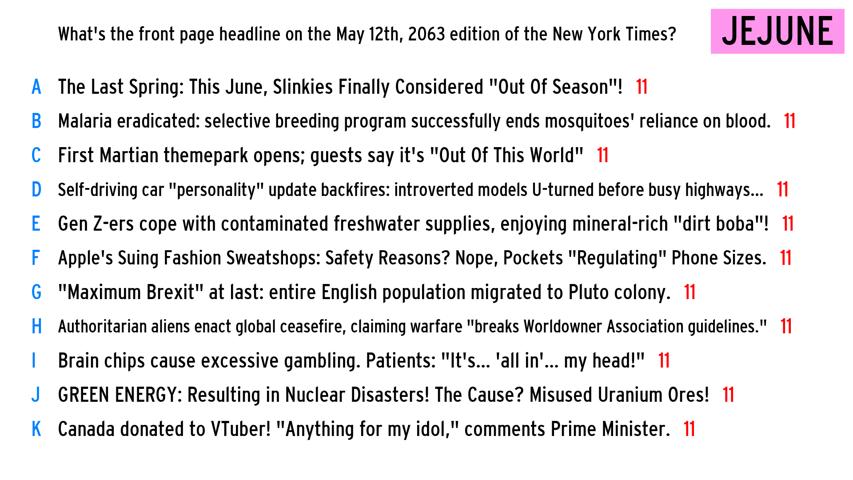 What's the front page headline on the May 12th, 2063 edition of the New York Times?
JEJUNE
A The Last Spring: This June, Slinkies Finally Considered "Out Of Season"! 11
B Malaria eradicated: selective breeding program successfully ends mosquitoes' reliance on blood. 11
C First Martian themepark opens; guests say it's "Out Of This World" 11
D Self-driving car "personality" update backfires: introverted models U-turned before busy highways... 11
E Gen Z-ers cope with contaminated freshwater supplies, enjoying mineral-rich "dirt boba"! 11
F Apple's Suing Fashion Sweatshops: Safety Reasons? Nope, Pockets "Regulating" Phone Sizes. 11
G "Maximum Brexit" at last: entire English population migrated to Pluto colony. 11
H Authoritarian aliens enact global ceasefire, claiming warfare "breaks Worldowner Association guidelines." 11
I Brain chips cause excessive gambling. Patients: "It's... 'all in'... my head!" 11
J GREEN ENERGY: Resulting in Nuclear Disasters! The Cause? Misused Uranium Ores! 11
K Canada donated to VTuber! "Anything for my idol," comments Prime Minister. 11